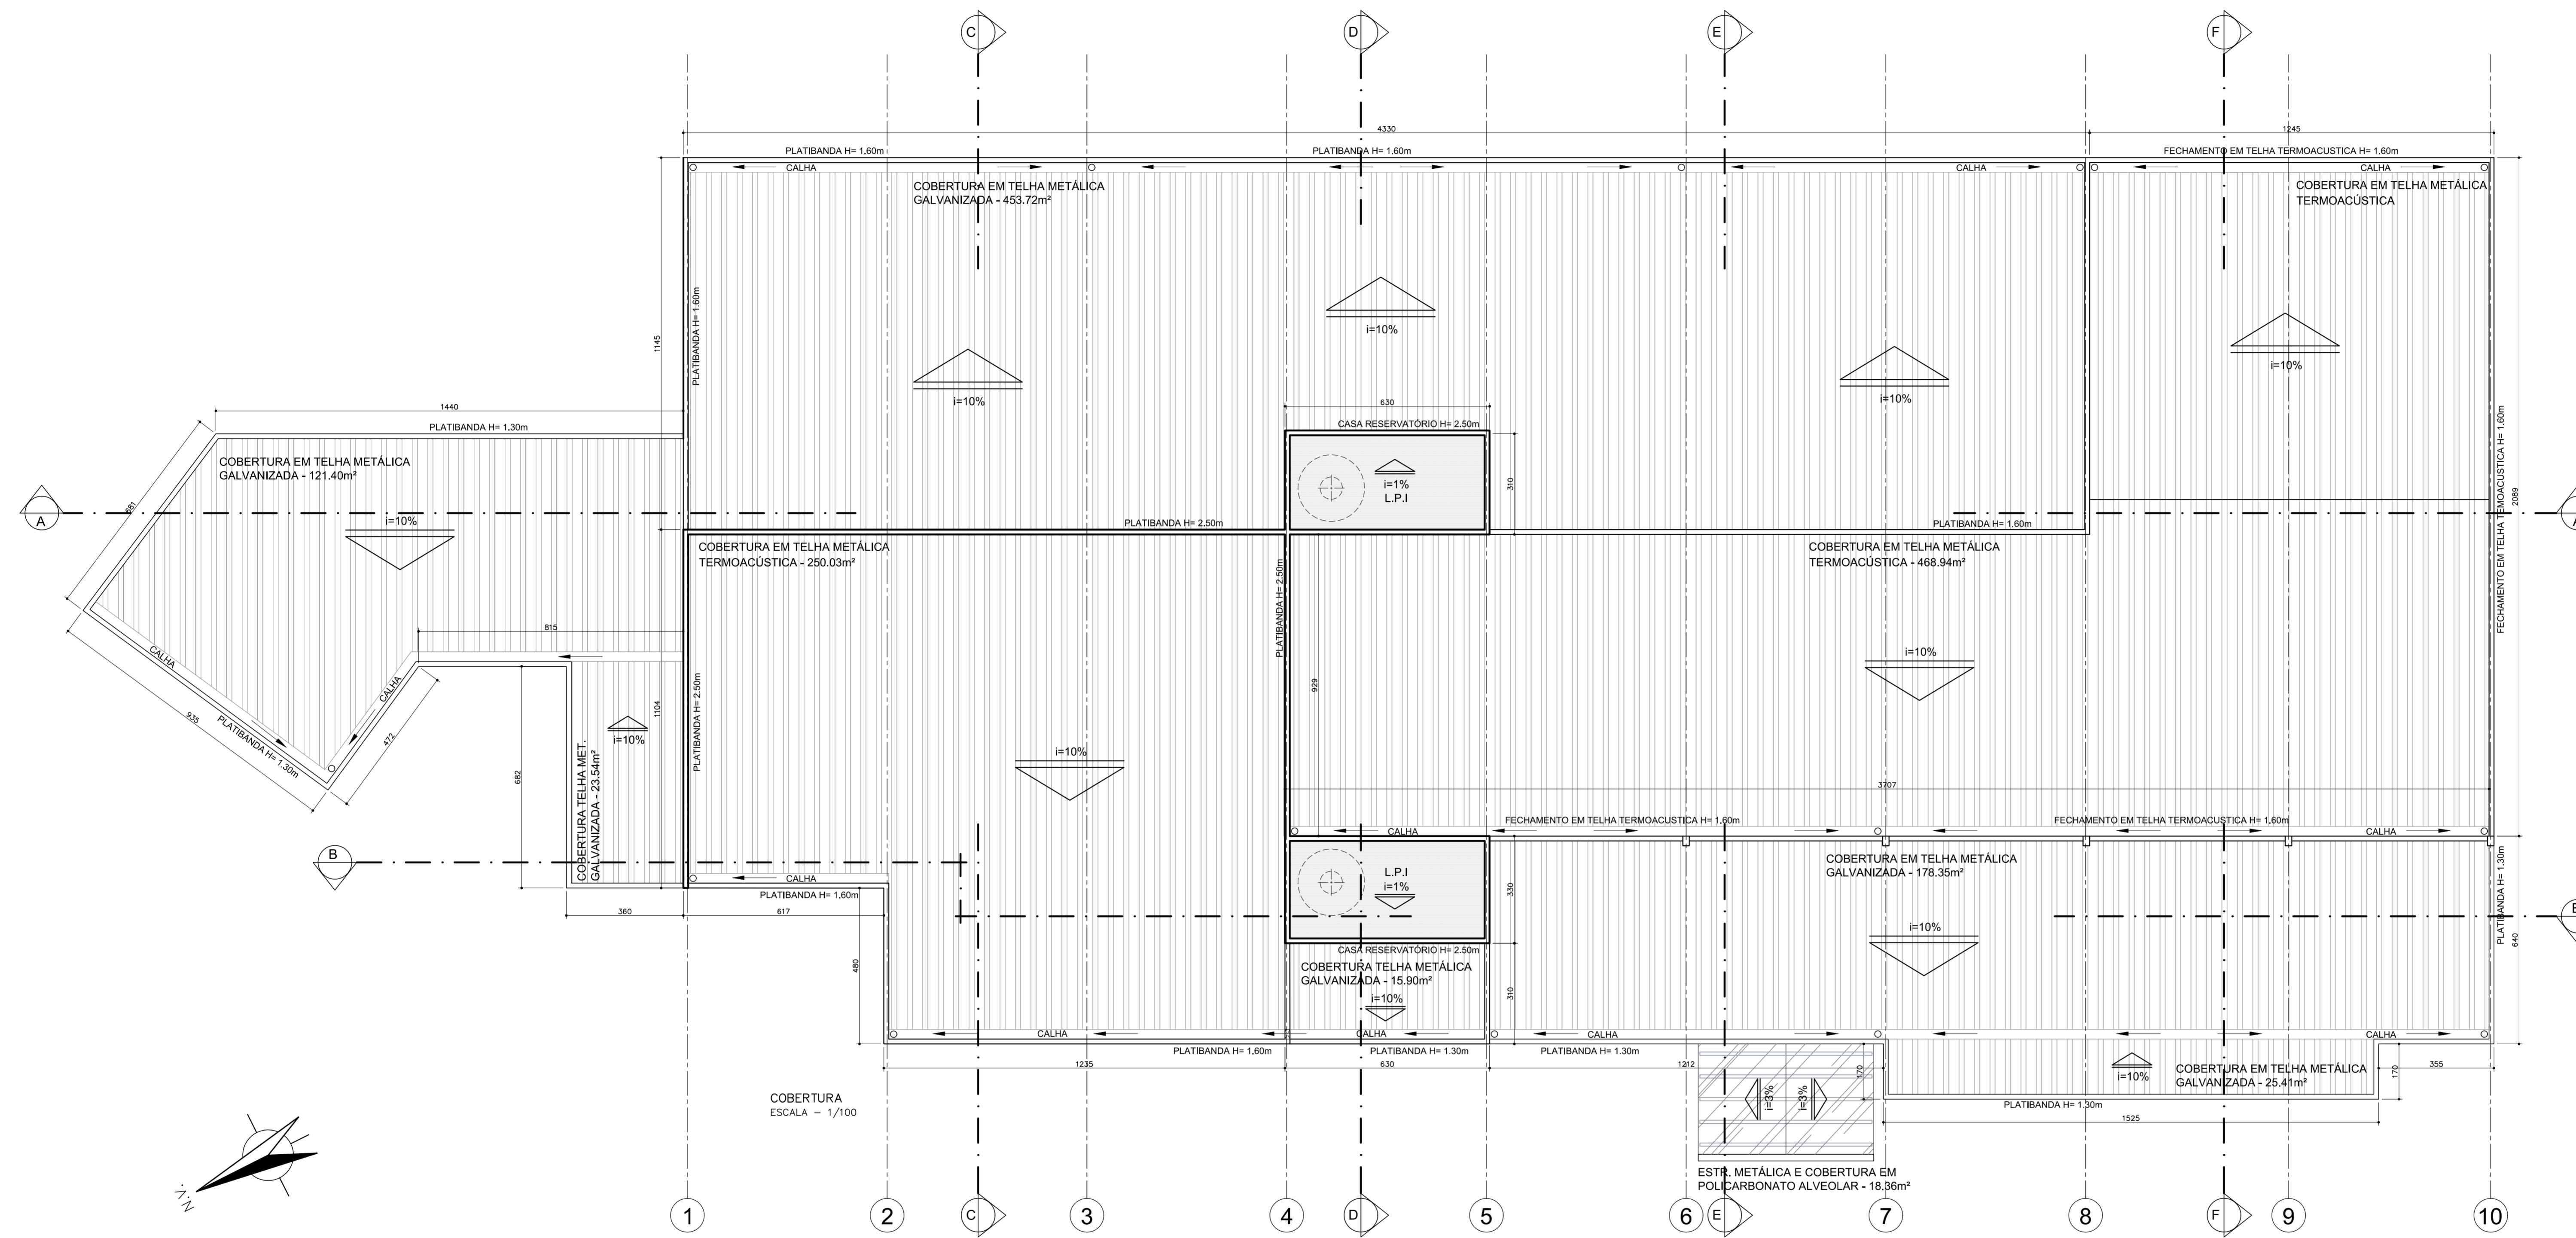 C
D
E
F
4330
1245
PLATIBANDA H= 1.60m
PLATIBANDA H= 1.60m
FECHAMENTO EM TELHA TERMOACUSTICA H= 1.60m
CALHA
CALHA
CALHA
COBERTURA EM TELHA METÁLICA
GALVANIZADA - 453.72m²
COBERTURA EM TELHA METÁLICA
TERMOACÚSTICA
PLATIBANDA H= 1.60m
1145
i=10%
i=10%
i=10%
i=10%
1440
PLATIBANDA H= 1.30m
630
CASA RESERVATÓRIO H= 2.50m
COBERTURA EM TELHA METÁLICA
GALVANIZADA - 121.40m²
i=1%
L.P.I
310
681
A
i=10%
PLATIBANDA H= 2.50m
PLATIBANDA H= 1.60m
FECHAMENTO EM TELHA TEMOACUSTICA H= 1.60m
2089
COBERTURA EM TELHA METÁLICA
TERMOACÚSTICA - 250.03m²
COBERTURA EM TELHA METÁLICA
TERMOACÚSTICA - 468.94m²
PLATIBANDA H= 2.50m
815
CALHA
CALHA
935
PLATIBANDA H= 1.30m
472
682
1104
PLATIBANDA H= 2.50m
929
i=10%
i=10%
i=10%
COBERTURA TELHA MET.
GALVANIZADA - 23.54m²
3707
FECHAMENTO EM TELHA TERMOACUSTICA H= 1,60m
FECHAMENTO EM TELHA TERMOACUSTICA H= 1,60m
CALHA
CALHA
B
COBERTURA EM TELHA METÁLICA
GALVANIZADA - 178.35m²
L.P.I
i=1%
330
CALHA
PLATIBANDA H= 1.60m
360
617
PLATIBANDA H= 1.30m
640
i=10%
480
CASA RESERVATÓRIO H= 2.50m
COBERTURA TELHA METÁLICA
GALVANIZADA - 15.90m²
i=10%
310
CALHA
CALHA
CALHA
CALHA
PLATIBANDA H= 1,60m
PLATIBANDA H= 1.30m
PLATIBANDA H= 1.30m
1235
630
1212
170
i=3%
i=3%
i=10%
COBERTURA EM TELHA METÁLICA
GALVANIZADA - 25.41m²
170
355
PLATIBANDA H= 1.30m
1525
COBERTURA
ESCALA - 1/100
ESTR. METÁLICA E COBERTURA EM
POLICARBONATO ALVEOLAR - 18.36m²
.N.V.
1
2
C
3
4
D
5
6
E
7
8
F
9
10